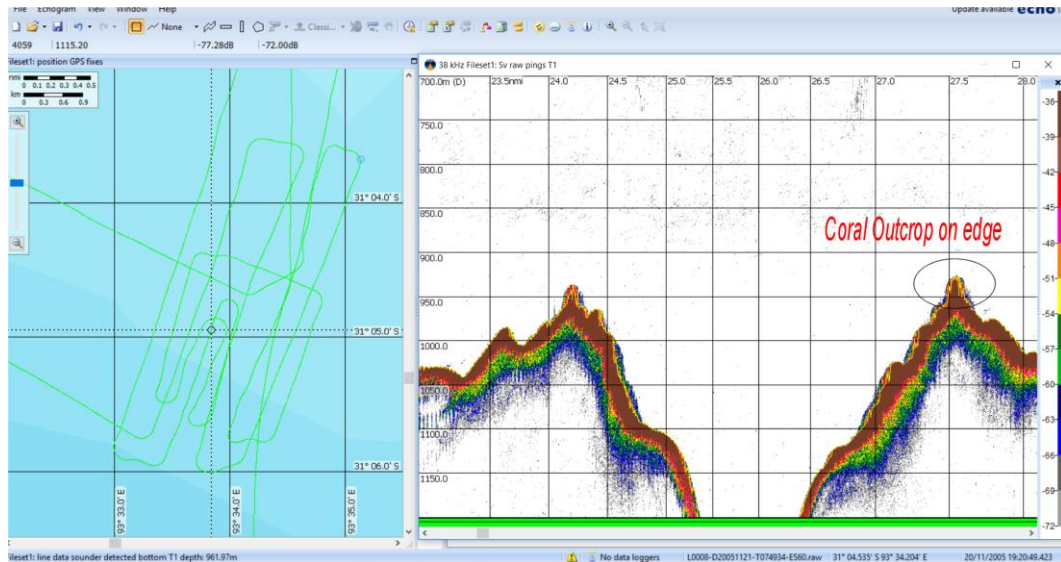 File Echogram View Window Help
Update available echo
None
Classi...
4059 1115.20 -77.28dB -72.00dB
Fileset1: position GPS fixes
nmi
0 0.1 0.2 0.3 0.4 0.5
km
0 0.3 0.6 0.9
31° 04.0' S
31° 05.0' S
31° 06.0' S
93° 33.0' E
93° 34.0' E
93° 35.0' E
38 kHz Fileset1: Sv raw pings T1
700.0m (D) 23.5nmi 24.0 24.5 25.0 25.5 26.0 26.5 27.0 27.5 28.0
750.0
800.0
850.0
900.0
950.0
1000.0
1050.0
1100.0
1150.0
Coral Outcrop on edge
-36
-39
-42
-45
-48
-51
-54
-57
-60
-63
-66
-69
-72
Fileset1: line data sounder detected bottom T1 depth: 961.97m
No data loggers
L0008-D20051121-T074934-ES60.raw
31° 04.535' S 93° 34.204' E
20/11/2005 19:20:49.423